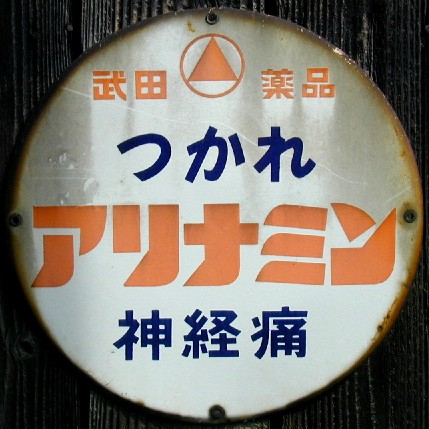 武田 薬品
つかれ
アリナミン
神経痛